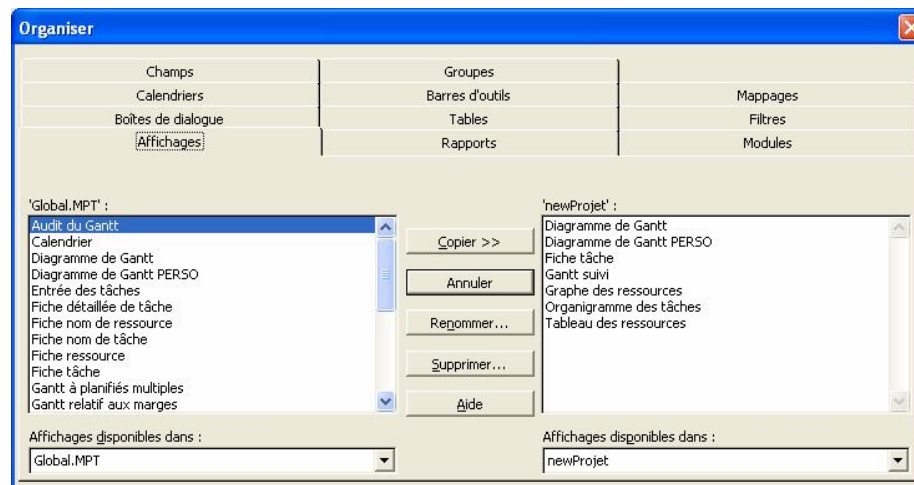 Organiser
Champs
Groupes
Calendriers
Barres d'outils
Mappages
Boîtes de dialogue
Tables
Filtres
Affichages
Rapports
Modules
'Global.MPT' :
Audit du Gantt
Calendrier
Diagramme de Gantt
Diagramme de Gantt PERSO
Entrée des tâches
Fiche détaillée de tâche
Fiche nom de ressource
Fiche nom de tâche
Fiche ressource
Fiche tâche
Gantt à planifiés multiples
Gantt relatif aux marges
Copier >>
Annuler
Renommer...
Supprimer...
Aide
'newProjet' :
Diagramme de Gantt
Diagramme de Gantt PERSO
Fiche tâche
Gantt suivi
Graphe des ressources
Organigramme des tâches
Tableau des ressources
Affichages disponibles dans :
Global.MPT
Affichages disponibles dans :
newProjet